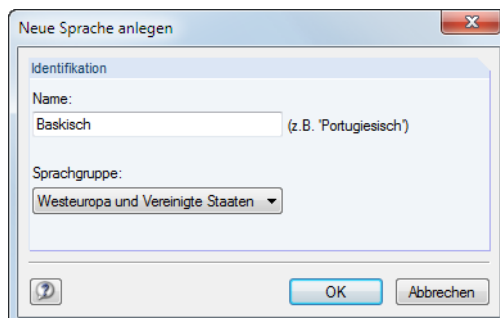 Neue Sprache anlegen
Identifikation
Name:
Baskisch (z.B. "Portugiesisch")
Sprachgruppe:
Westeuropa und Vereinigte Staaten
OK Abbrechen